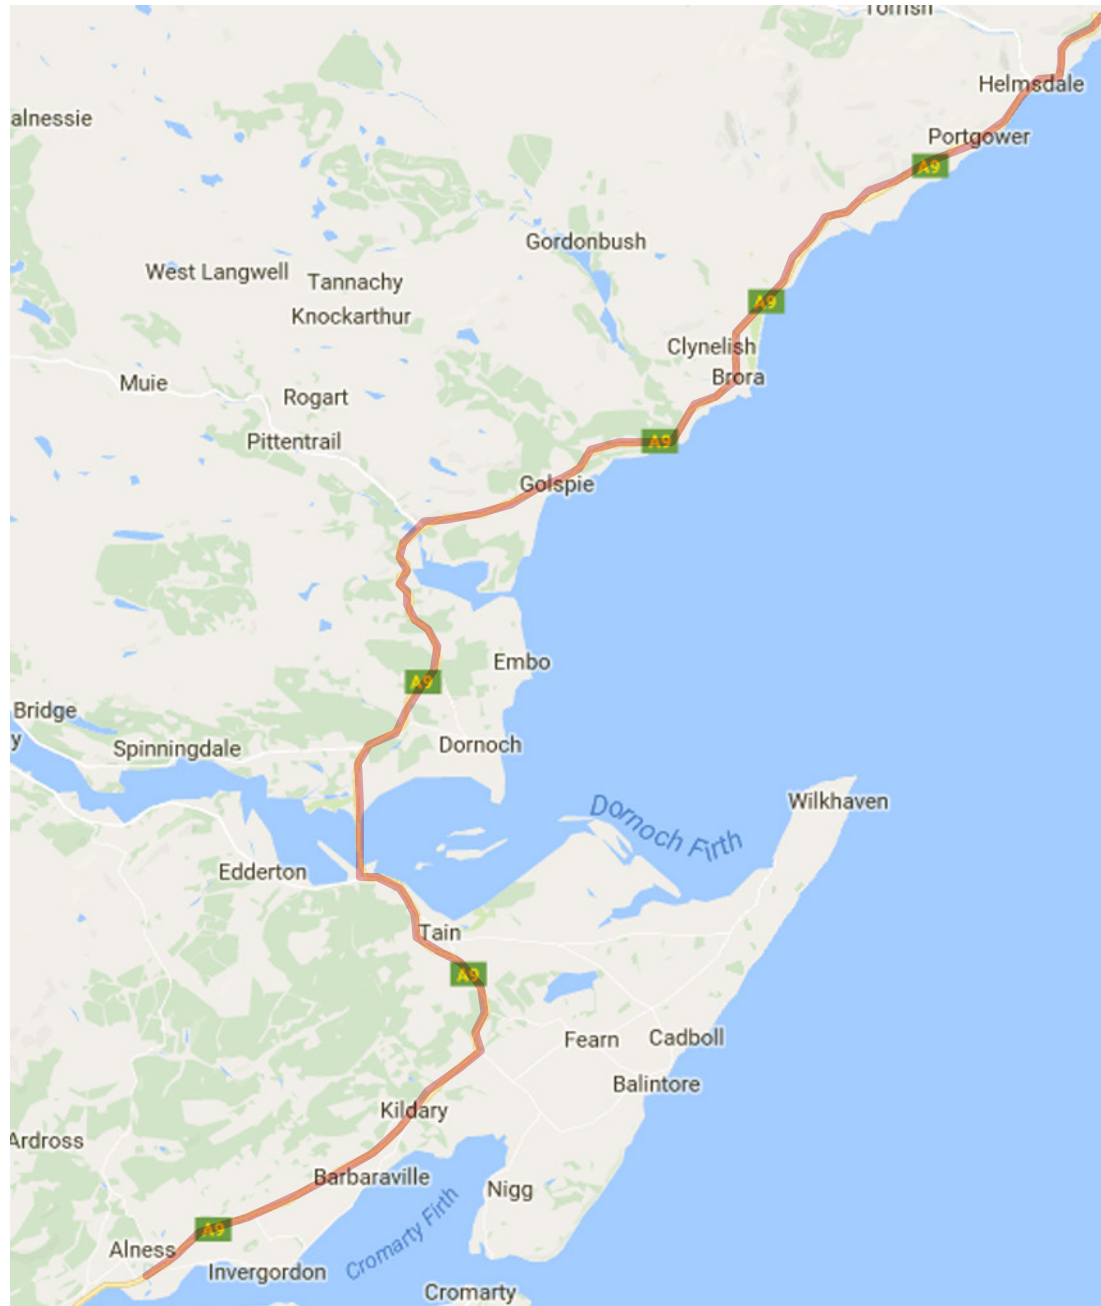 Torrish
Helmsdale
alnessie
Portgower
A9
Gordonbush
West Langwell
Tannachy
A9
Knockarthur
Clynelish
Muie
Brora
Rogart
Pittentrail
A9
Golspie
Embo
A9
Bridge
y
Spinningdale
Dornoch
Wilkhaven
Dornoch Firth
Edderton
Tain
A9
Fearn
Cadboll
Balintore
Kildary
Ardross
Barbaraville
Nigg
Cromarty Firth
A9
Alness
Invergordon
Cromarty